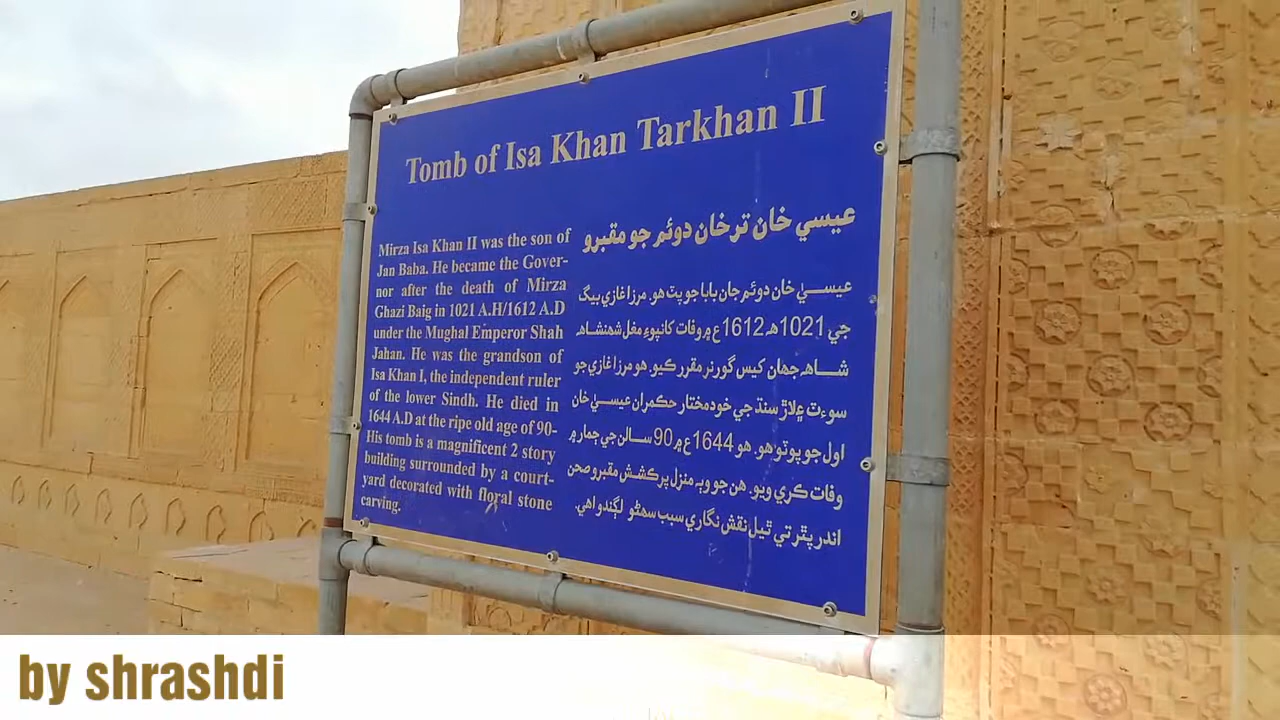 Tomb of Isa Khan Tarkhan II
Mirza Isa Khan II was the son of
Jan Baba. He became the Gover-
nor after the death of Mirza
Ghazi Baig in 1021 A.H/1612 A.D
under the Mughal Emperor Shah
Jahan. He was the grandson of
Isa Khan I, the independent ruler
of the lower Sindh. He died in
1644 A.D at the ripe old age of 90-
His tomb is a magnificent 2 story
building surrounded by a court-
yard decorated with floral stone
carving.
عيسي خان ترخان دوئم جو مقبرو
عيسيٰ خان دوئم جان بابا جو پٽ هو. مرزا غازي بيگ
جي 1021هه 1612ع ۾ وفات کانپوءِ مغل شهنشاهه
شاهه جهان کيس گورنر مقرر ڪيو. هو مرزا غازي جو
سوٽ ۽ لاڙ سنڌ جي خودمختيار حڪمران عيسيٰ خان
اول جو پوٽو هو. هو 1644ع ۾ 90 سالن جي ڄمار ۾
وفات ڪري ويو. هن جو وه منزل پرڪشش مقبرو صحن
اندر پٿر تي ٿيل نقش نگاري سبب سهڻو لڳندو آهي.
by shrashdi